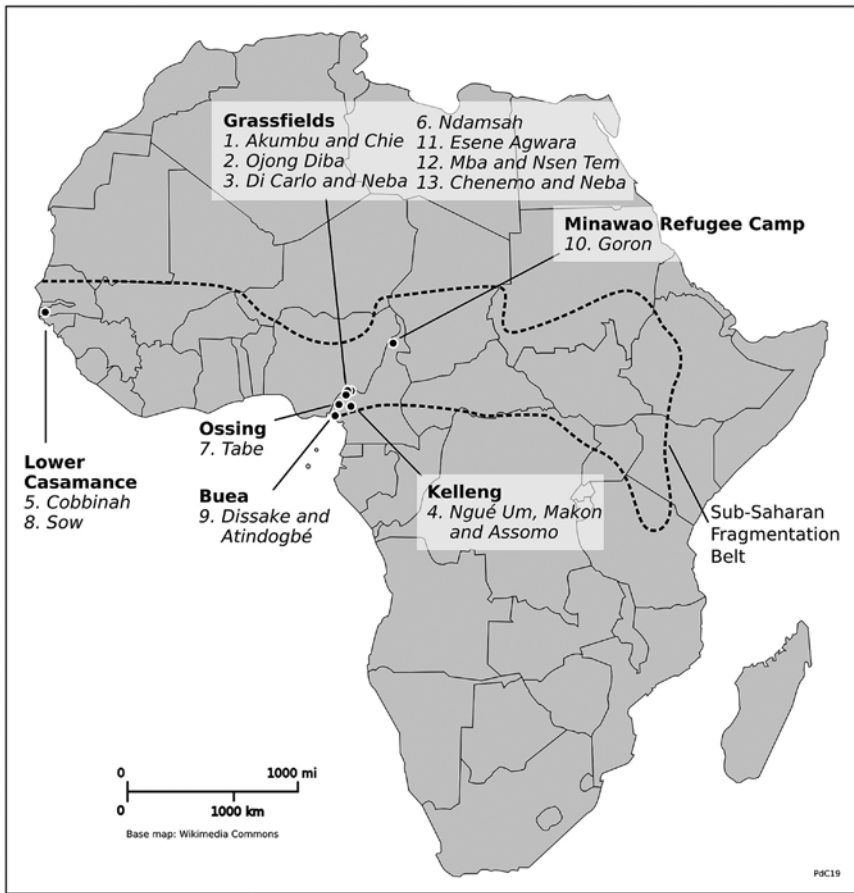 Grassfields
1. Akumbu and Chie
2. Ojong Diba
3. Di Carlo and Neba
6. Ndamsah
11. Esene Agwara
12. Mba and Nsen Tem
13. Chenemo and Neba
Minawao Refugee Camp
10. Goron
Ossing
7. Tabe
Lower
Casamance
5. Cobbinah
8. Sow
Buea
9. Dissake and
Atindogbé
Kelleng
4. Ngué Um, Makon
and Assomo
Sub-Saharan
Fragmentation
Belt
0 1000 mi
0 1000 km
Base map: Wikimedia Commons
PdC19